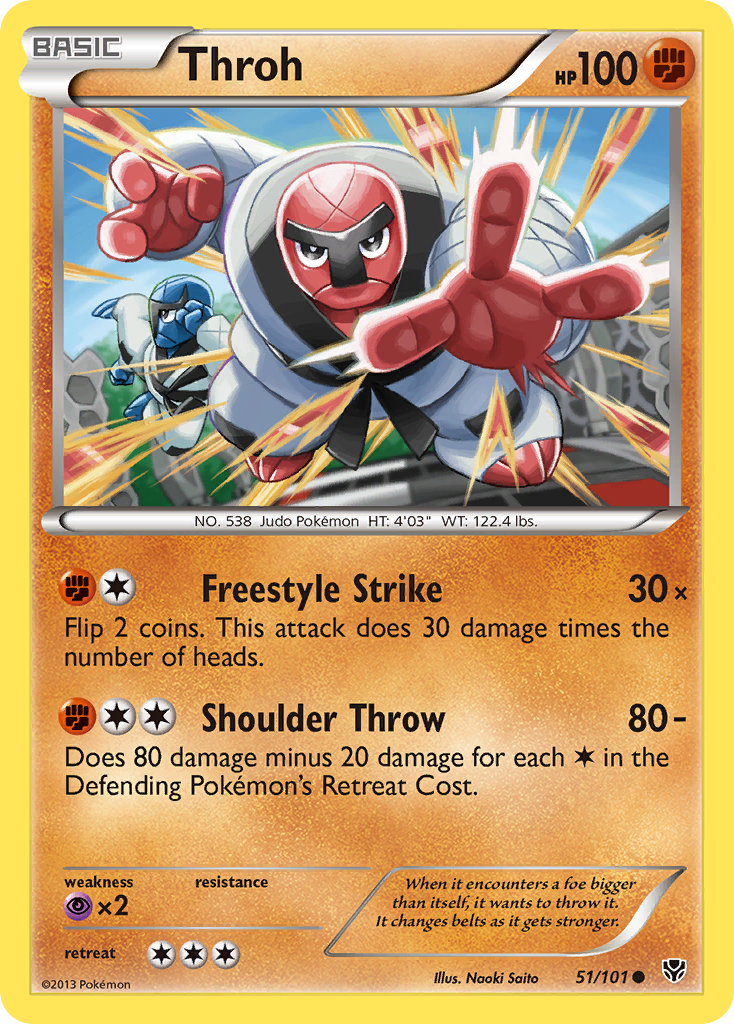 BASIC
Throh
HP100
NO. 538 Judo Pokémon HT: 4'03" WT: 122.4 lbs.
Freestyle Strike 30×
Flip 2 coins. This attack does 30 damage times the
number of heads.
Shoulder Throw 80-
Does 80 damage minus 20 damage for each in the
Defending Pokémon's Retreat Cost.
weakness resistance
×2
When it encounters a foe bigger
than itself, it wants to throw it.
It changes belts as it gets stronger.
retreat
©2013 Pokémon
Illus. Naoki Saito 51/101